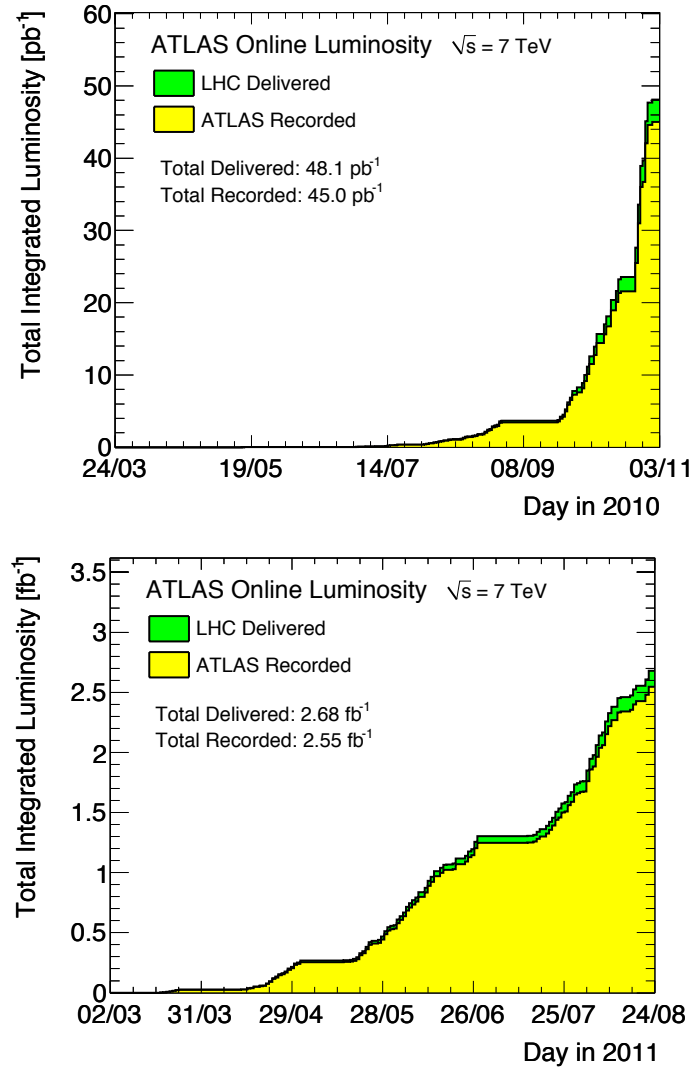 Total Integrated Luminosity [pb⁻¹]
60
50
40
30
20
10
0
ATLAS Online Luminosity √s = 7 TeV
LHC Delivered
ATLAS Recorded
Total Delivered: 48.1 pb⁻¹
Total Recorded: 45.0 pb⁻¹
24/03 19/05 14/07 08/09 03/11
Day in 2010
Total Integrated Luminosity [fb⁻¹]
3.5
3
2.5
2
1.5
1
0.5
0
ATLAS Online Luminosity √s = 7 TeV
LHC Delivered
ATLAS Recorded
Total Delivered: 2.68 fb⁻¹
Total Recorded: 2.55 fb⁻¹
02/03 31/03 29/04 28/05 26/06 25/07 24/08
Day in 2011